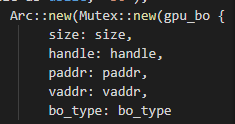 Arc::new(Mutex::new(gpu_bo {
size: size,
handle: handle,
paddr: paddr,
vaddr: vaddr,
bo_type: bo_type